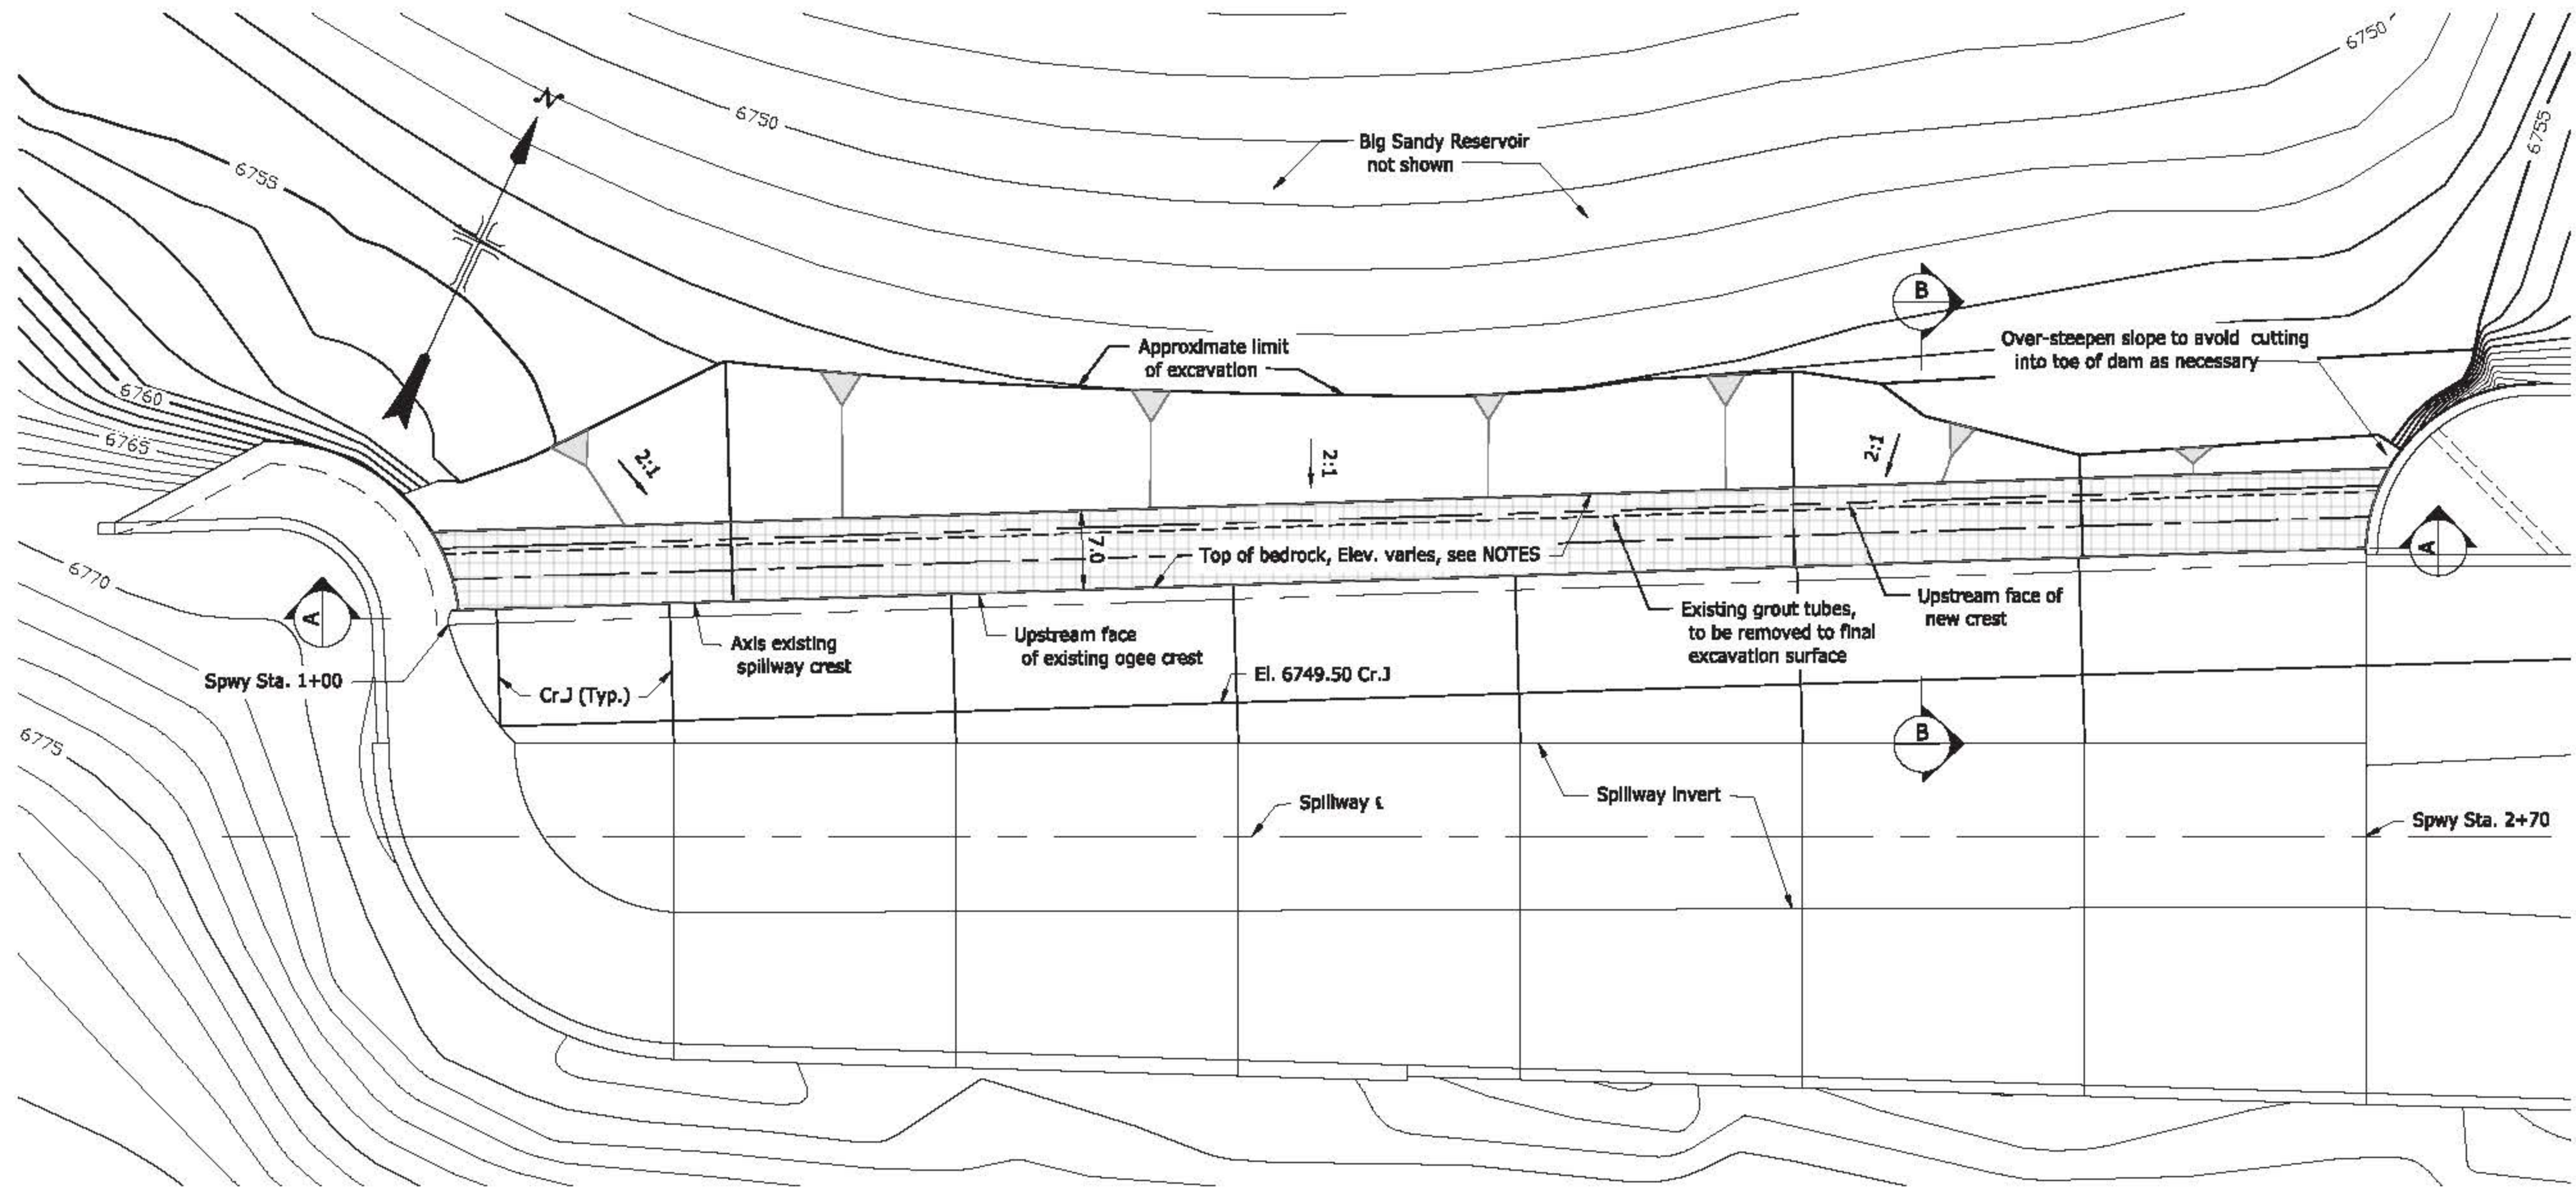 6750
N
6750
6755
Big Sandy Reservoir
not shown
6755
B
Over-steepen slope to avoid cutting
into toe of dam as necessary
Approximate limit
of excavation
6760
6765
2:1
2:1
2:1
7.0
Top of bedrock, Elev. varies, see NOTES
A
6770
A
Existing grout tubes,
to be removed to final
excavation surface
Upstream face of
new crest
Axis existing
spillway crest
Upstream face
of existing ogee crest
Spwy Sta. 1+00
Cr.J (Typ.)
El. 6749.50 Cr.J
B
6775
Spillway ℄
Spillway invert
Spwy Sta. 2+70